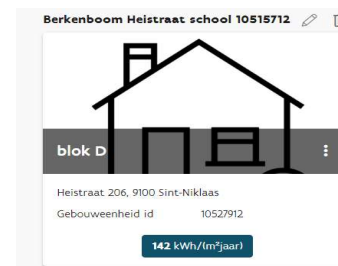 Berkenboom Heistraat school 10515712
blok D
Heistraat 206, 9100 Sint-Niklaas
Gebouweenheid id 10527912
142 kWh/(m²jaar)